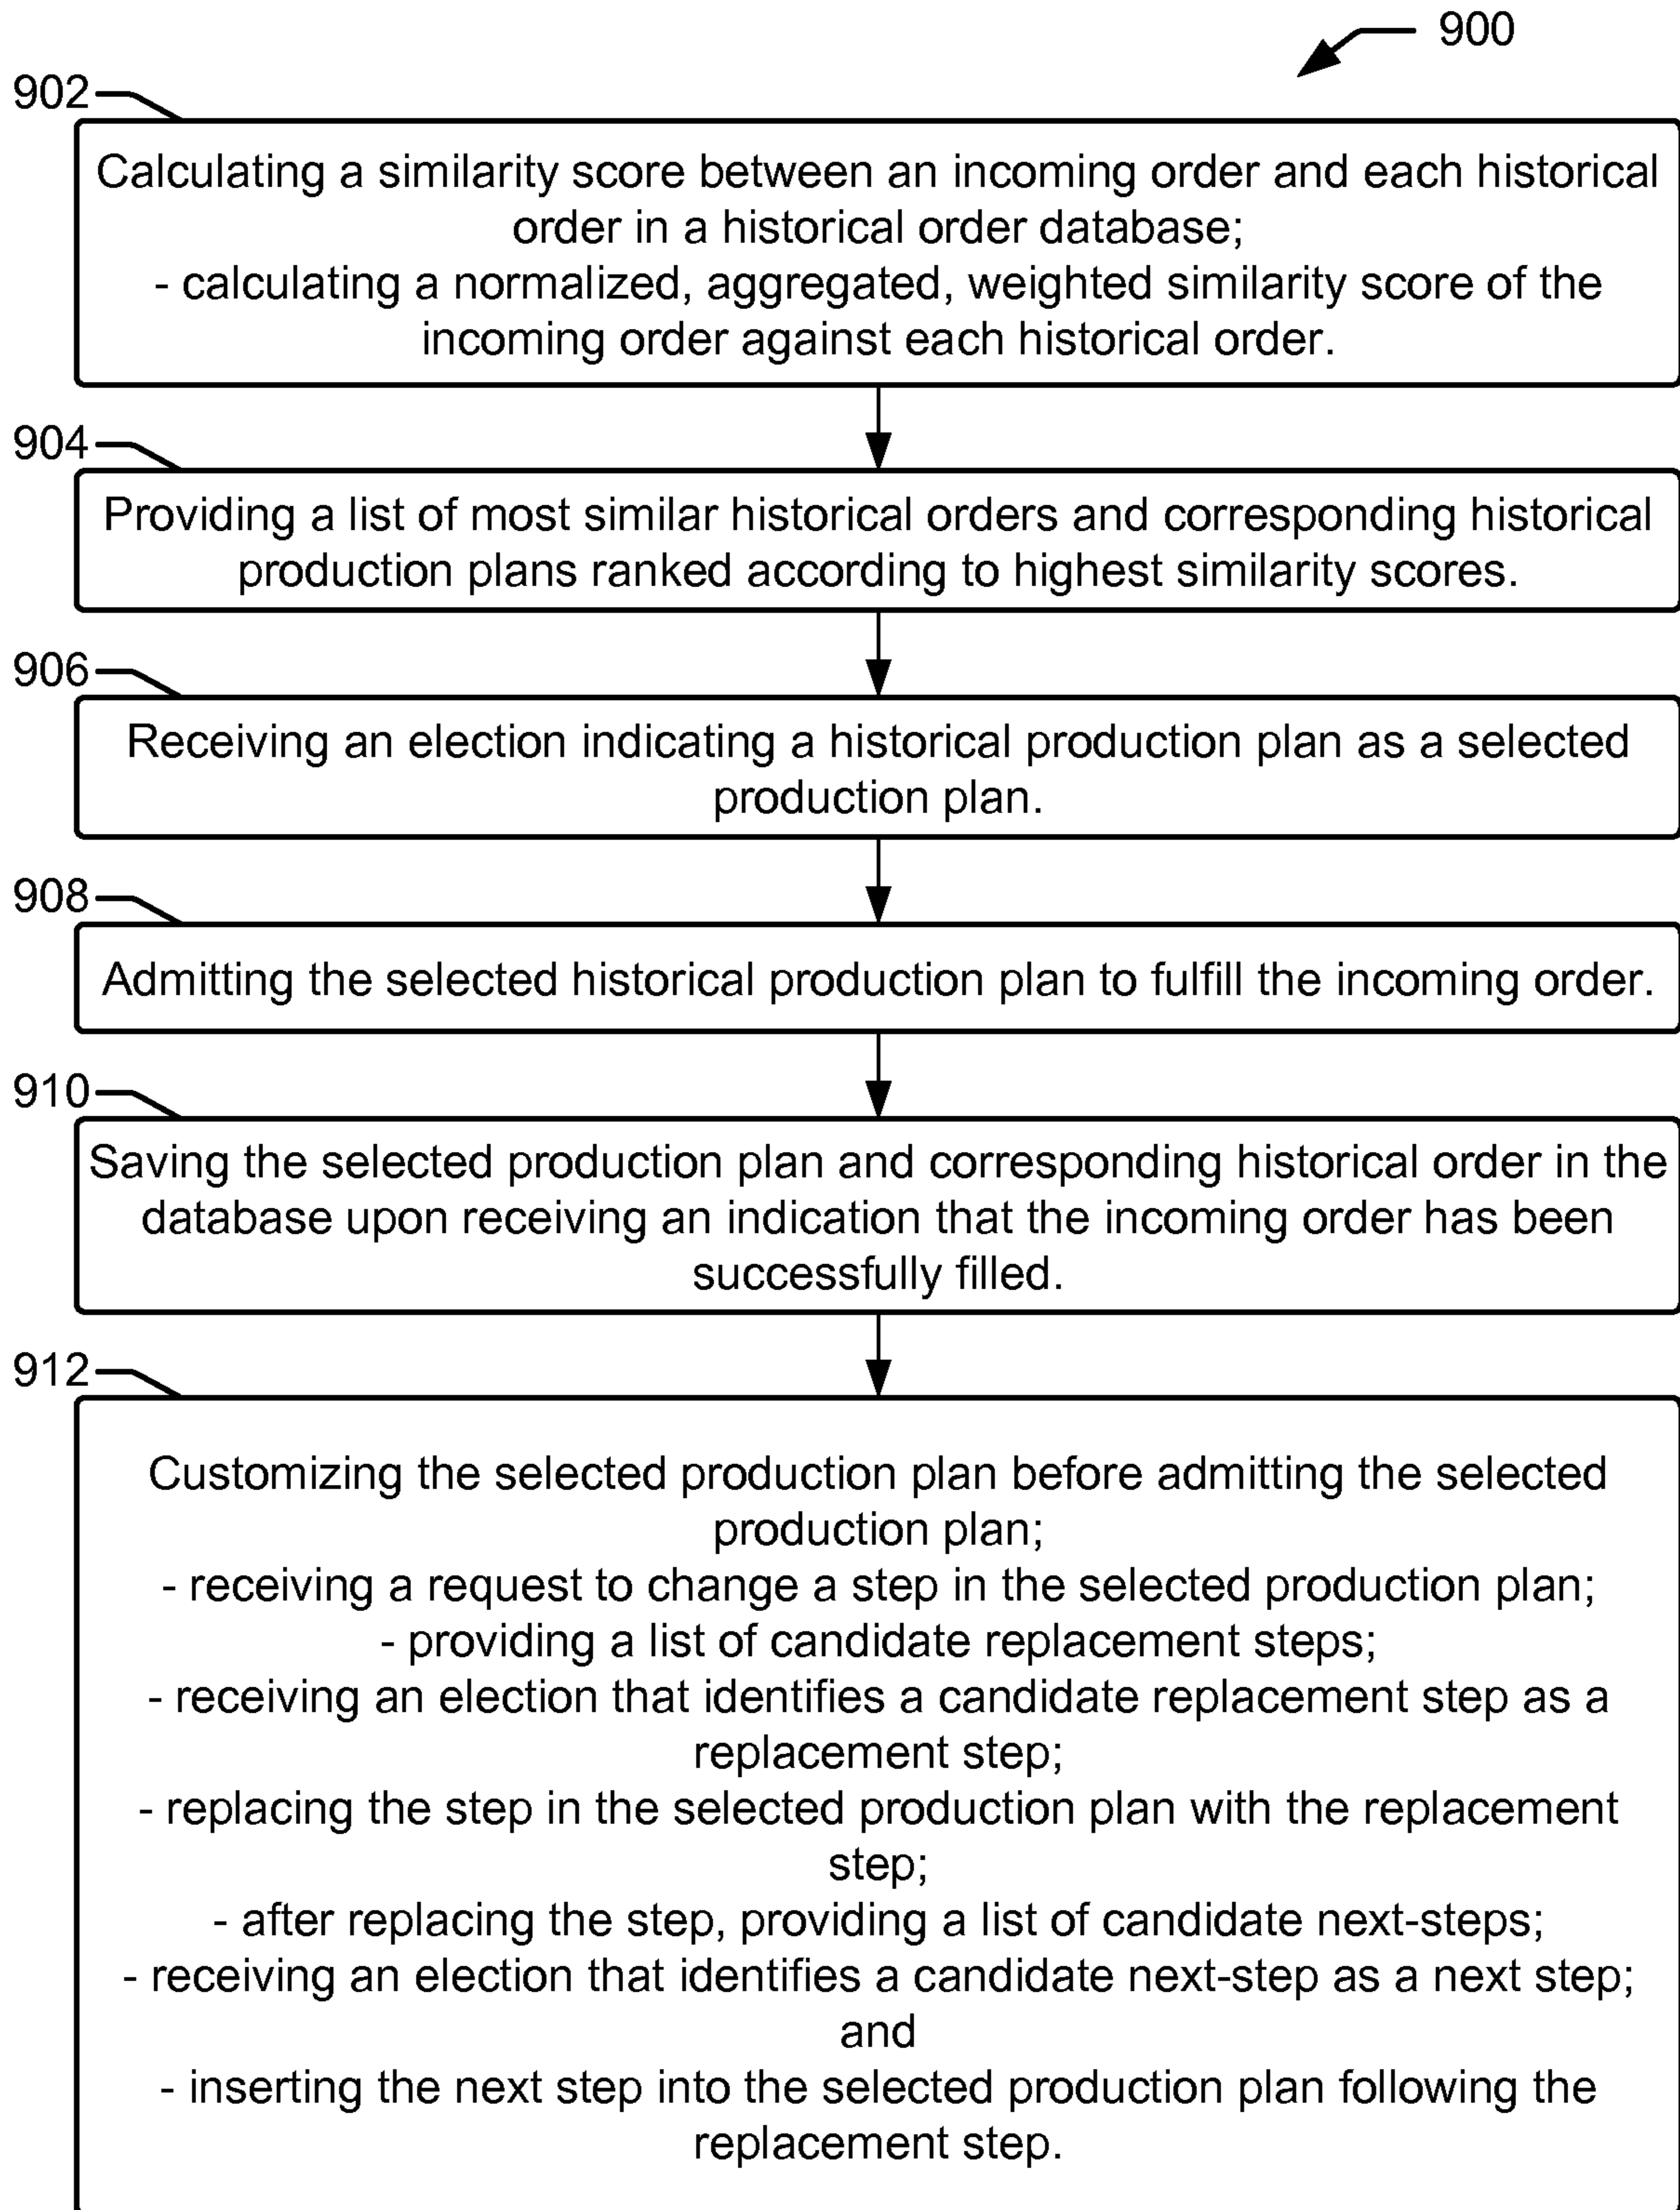 900
902
Calculating a similarity score between an incoming order and each historical
order in a historical order database;
- calculating a normalized, aggregated, weighted similarity score of the
incoming order against each historical order.
904
Providing a list of most similar historical orders and corresponding historical
production plans ranked according to highest similarity scores.
906
Receiving an election indicating a historical production plan as a selected
production plan.
908
Admitting the selected historical production plan to fulfill the incoming order.
910
Saving the selected production plan and corresponding historical order in the
database upon receiving an indication that the incoming order has been
successfully filled.
912
Customizing the selected production plan before admitting the selected
production plan;
- receiving a request to change a step in the selected production plan;
- providing a list of candidate replacement steps;
- receiving an election that identifies a candidate replacement step as a
replacement step;
- replacing the step in the selected production plan with the replacement
step;
- after replacing the step, providing a list of candidate next-steps;
- receiving an election that identifies a candidate next-step as a next step;
and
- inserting the next step into the selected production plan following the
replacement step.